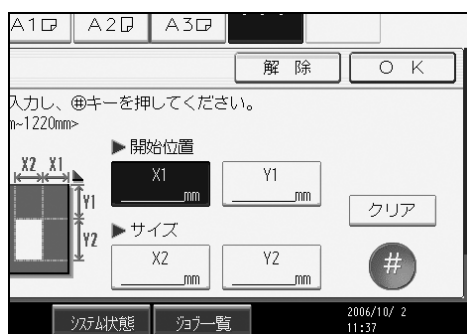 A1 A2 A3
解 除 O K
入力し、#キーを押してください。
m~1220mm>
▶開始位置
X2 X1
X1 Y1
mm mm
Y1
クリア
Y2
▶サイズ
X2 Y2
mm mm
#
システム状態 ジョブ一覧
2006/10/ 2
11:37